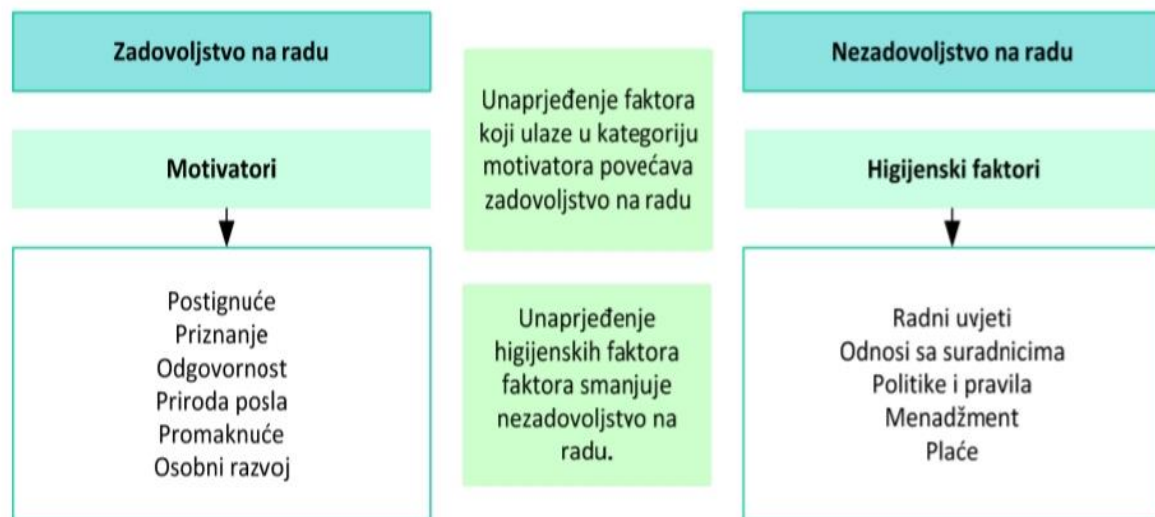 Zadovoljstvo na radu
Motivatori
Postignuće
Priznanje
Odgovornost
Priroda posla
Promaknuće
Osobni razvoj
Unaprjeđenje faktora
koji ulaze u kategoriju
motivatora povećava
zadovoljstvo na radu
Unaprjeđenje
higijenskih faktora
faktora smanjuje
nezadovoljstvo na
radu.
Nezadovoljstvo na radu
Higijenski faktori
Radni uvjeti
Odnosi sa suradnicima
Politike i pravila
Menadžment
Plaće